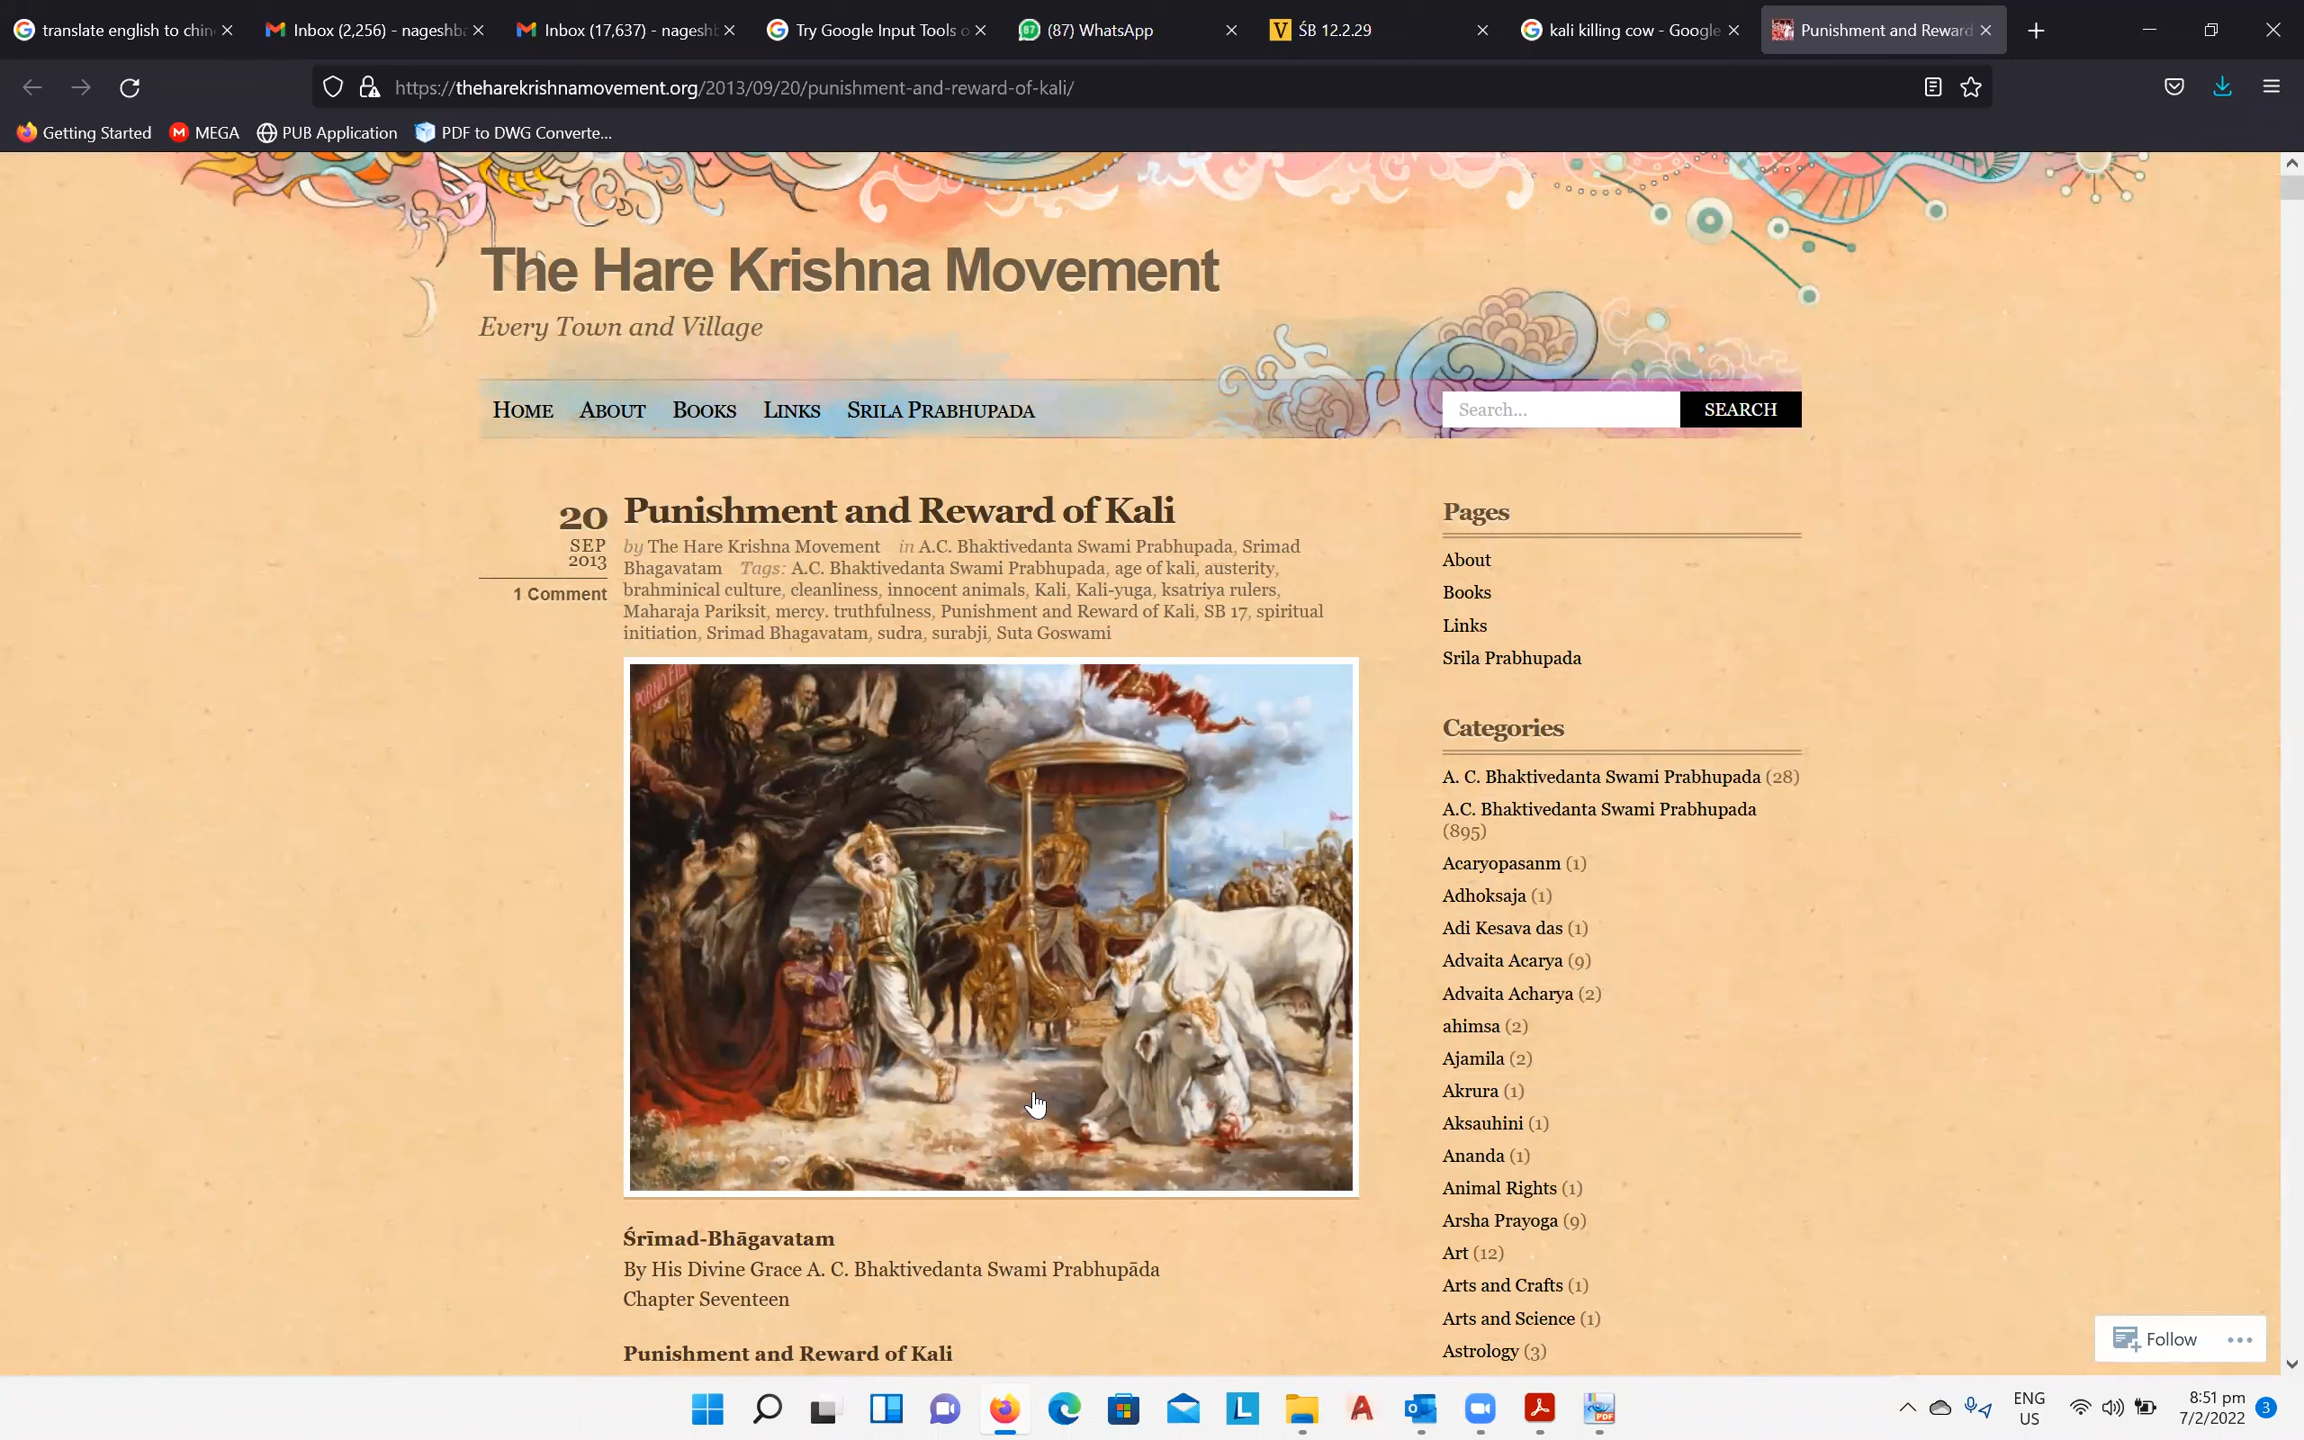 translate english to chin
Inbox (2,256) - nageshba
Inbox (17,637) - nagesh
Try Google Input Tools o
(87) WhatsApp
ŚB 12.2.29
kali killing cow - Google
Punishment and Reward
https://theharekrishnamovement.org/2013/09/20/punishment-and-reward-of-kali/
Getting Started
MEGA
PUB Application
PDF to DWG Converte...
The Hare Krishna Movement
Every Town and Village
HOME
ABOUT
BOOKS
LINKS
SRILA PRABHUPADA
Search...
SEARCH
20
SEP
2013
1 Comment
Punishment and Reward of Kali
by The Hare Krishna Movement in A.C. Bhaktivedanta Swami Prabhupada, Srimad
Bhagavatam Tags: A.C. Bhaktivedanta Swami Prabhupada, age of kali, austerity,
brahminical culture, cleanliness, innocent animals, Kali, Kali-yuga, ksatriya rulers,
Maharaja Pariksit, mercy. truthfulness, Punishment and Reward of Kali, SB 17, spiritual
initiation, Srimad Bhagavatam, sudra, surabji, Suta Goswami
Śrīmad-Bhāgavatam
By His Divine Grace A. C. Bhaktivedanta Swami Prabhupāda
Chapter Seventeen
Punishment and Reward of Kali
Pages
About
Books
Links
Srila Prabhupada
Categories
A. C. Bhaktivedanta Swami Prabhupada (28)
A.C. Bhaktivedanta Swami Prabhupada
(895)
Acaryopasanm (1)
Adhoksaja (1)
Adi Kesava das (1)
Advaita Acarya (9)
Advaita Acharya (2)
ahimsa (2)
Ajamila (2)
Akrura (1)
Aksauhini (1)
Ananda (1)
Animal Rights (1)
Arsha Prayoga (9)
Art (12)
Arts and Crafts (1)
Arts and Science (1)
Astrology (3)
Follow
ENG
US
8:51 pm
7/2/2022
3